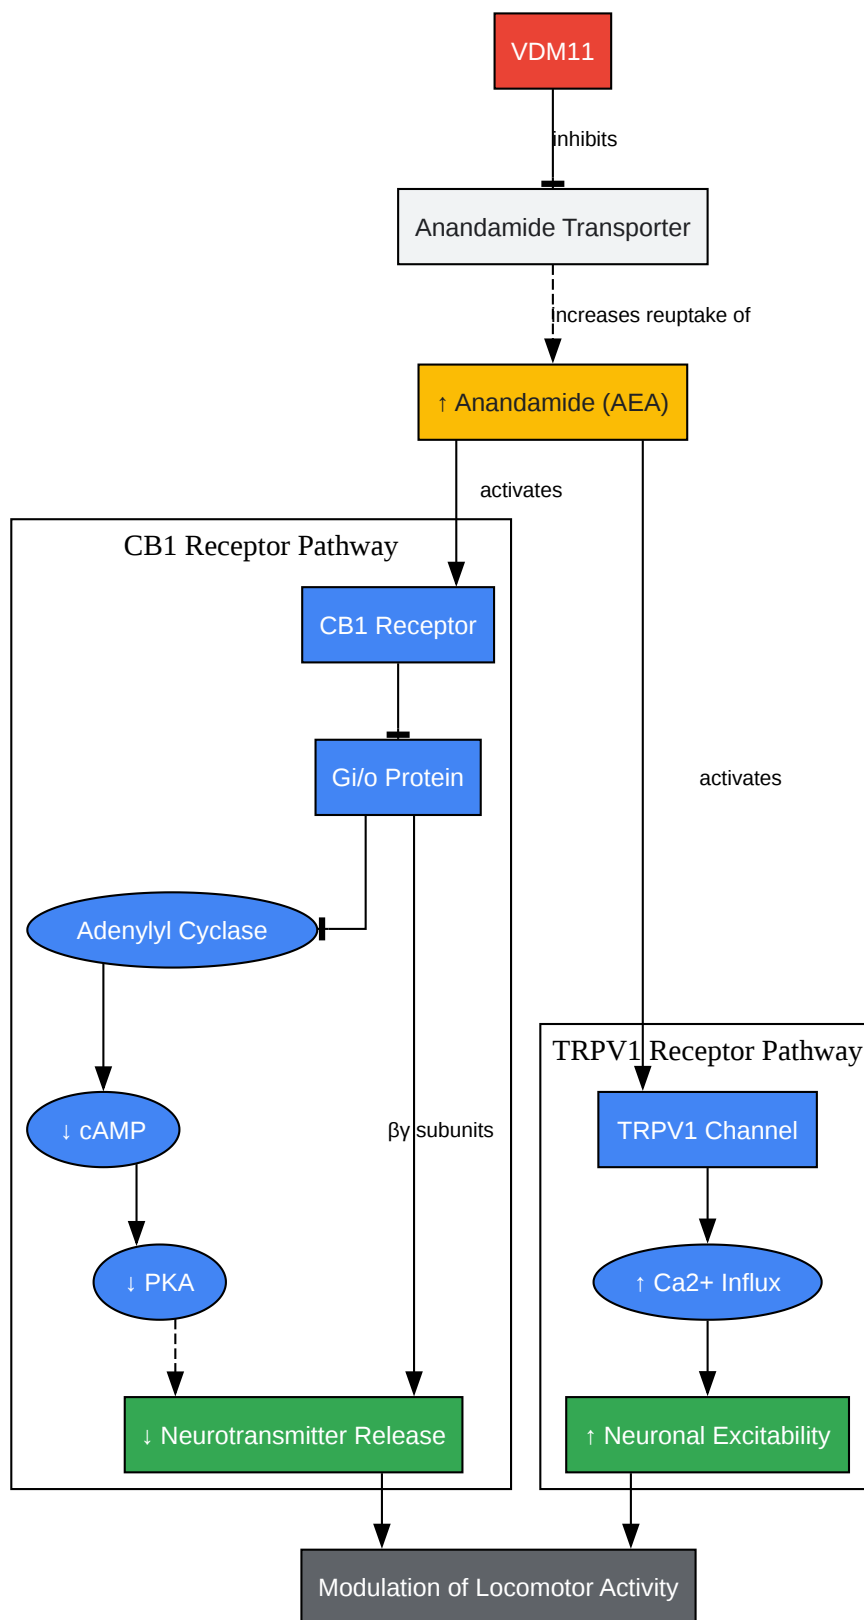 VDM11
inhibits
Anandamide Transporter
increases reuptake of
↑ Anandamide (AEA)
activates
CB1 Receptor Pathway
CB1 Receptor
Gi/o Protein
activates
Adenylyl Cyclase
TRPV1 Receptor Pathway
↓ cAMP
βγ subunits
TRPV1 Channel
↓ PKA
↑ Ca2+ Influx
↓ Neurotransmitter Release
↑ Neuronal Excitability
Modulation of Locomotor Activity